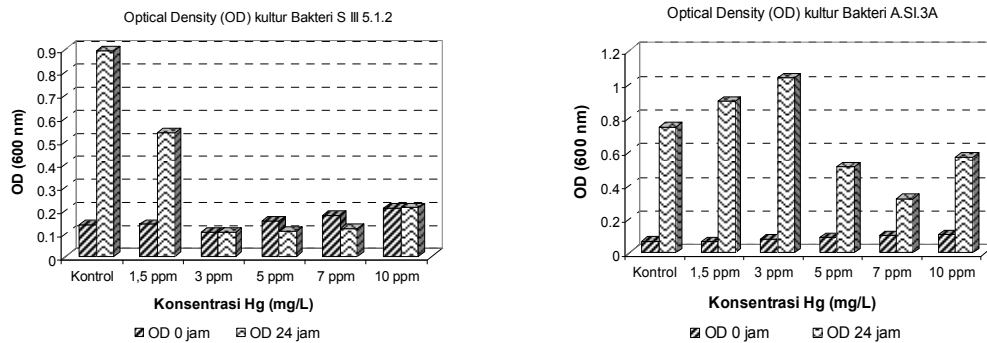 Optical Density (OD) kultur Bakteri S III 5.1.2
OD (600 nm)
0.9
0.8
0.7
0.6
0.5
0.4
0.3
0.2
0.1
0
Kontrol 1,5 ppm 3 ppm 5 ppm 7 ppm 10 ppm
Konsentrasi Hg (mg/L)
OD 0 jam OD 24 jam
Optical Density (OD) kultur Bakteri A.SI.3A
OD (600 nm)
1.2
1
0.8
0.6
0.4
0.2
0
Kontrol 1,5 ppm 3 ppm 5 ppm 7 ppm 10 ppm
Konsentrasi Hg (mg/L)
OD 0 jam OD 24 jam